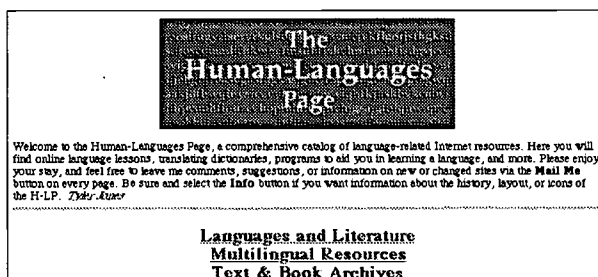 The
Human-Languages
Page
Welcome to the Human-Languages Page, a comprehensive catalog of language-related Internet resources. Here you will
find online language lessons, translating dictionaries, programs to aid you in learning a language, and more. Please enjoy
your stay, and feel free to leave me comments, suggestions, or information on new or changed sites via the Mail Me
button on every page. Be sure and select the Info button if you want information about the history, layout, or icons of
the H-LP.
Languages and Literature
Multilingual Resources
Text & Book Archives